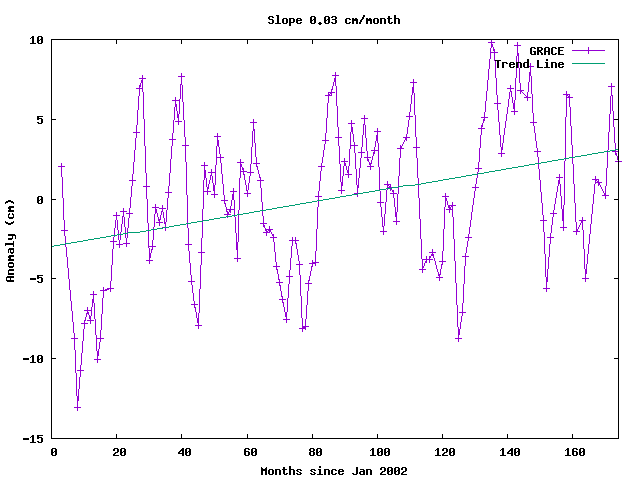 Slope 0.03 cm/month
GRACE
Trend Line
10
5
0
-5
-10
-15
Anomaly (cm)
0 20 40 60 80 100 120 140 160
Months since Jan 2002